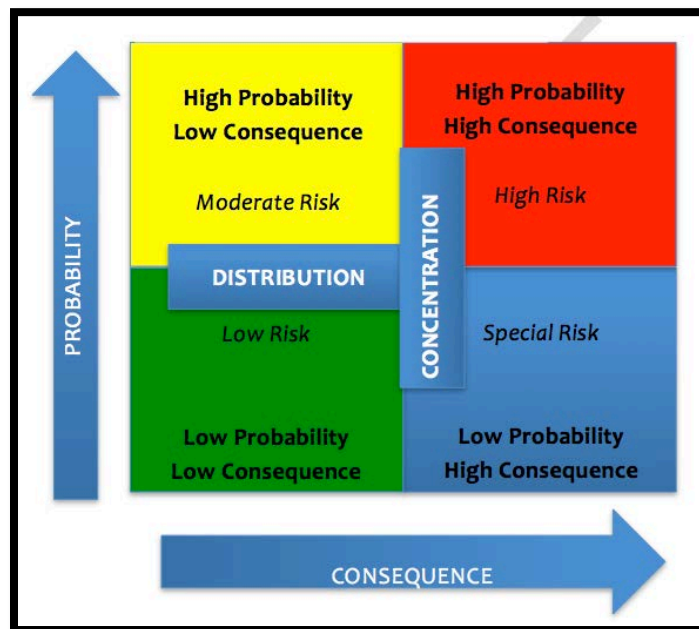 High Probability
Low Consequence
Moderate Risk
High Probability
High Consequence
High Risk
PROBABILITY
DISTRIBUTION
CONCENTRATION
Low Risk
Low Probability
Low Consequence
Special Risk
Low Probability
High Consequence
CONSEQUENCE